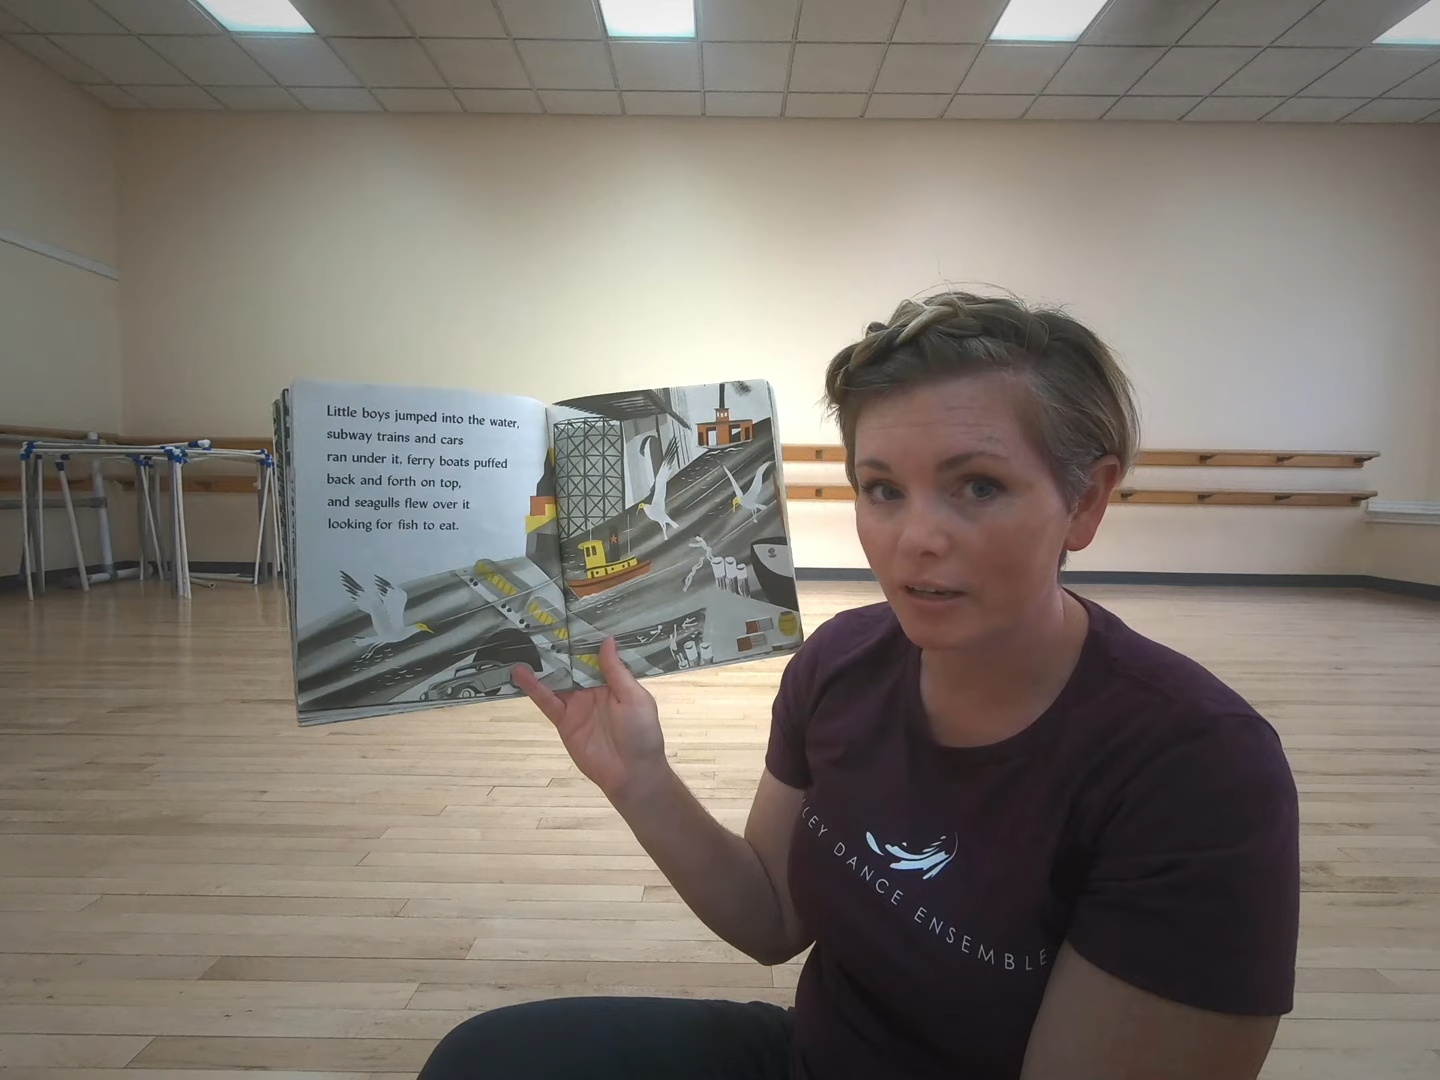 Little boys jumped into the water,
subway trains and cars
ran under it, ferry boats puffed
back and forth on top,
and seagulls flew over it
looking for fish to eat.
DANCE ENSEMBLE